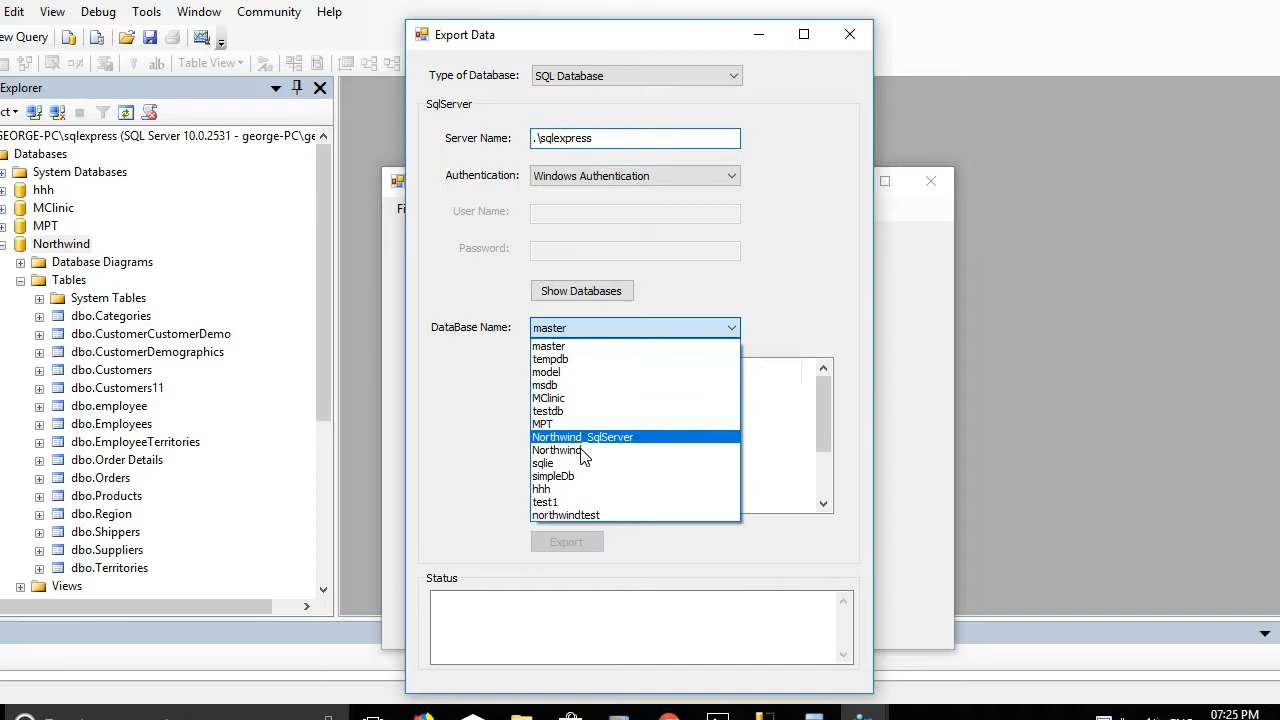 Edit View Debug Tools Window Community Help
ew Query
Table View
Explorer
ct
GEORGE-PC\sqlexpress (SQL Server 10.0.2531 - george-PC\ge
Databases
System Databases
hhh
MClinic
MPT
Northwind
Database Diagrams
Tables
System Tables
dbo.Categories
dbo.CustomerCustomerDemo
dbo.CustomerDemographics
dbo.Customers
dbo.Customers11
dbo.employee
dbo.Employees
dbo.EmployeeTerritories
dbo.Order Details
dbo.Orders
dbo.Products
dbo.Region
dbo.Shippers
dbo.Suppliers
dbo.Territories
Views
Export Data
Type of Database: SQL Database
SqlServer
Server Name: .\sqlexpress
Authentication: Windows Authentication
User Name:
Password:
Show Databases
DataBase Name: master
master
tempdb
model
msdb
MClinic
testdb
MPT
Northwind_SqlServer
Northwind
sqlie
simpleDb
hhh
test1
northwindtest
Export
Status
Fi
07:25 PM